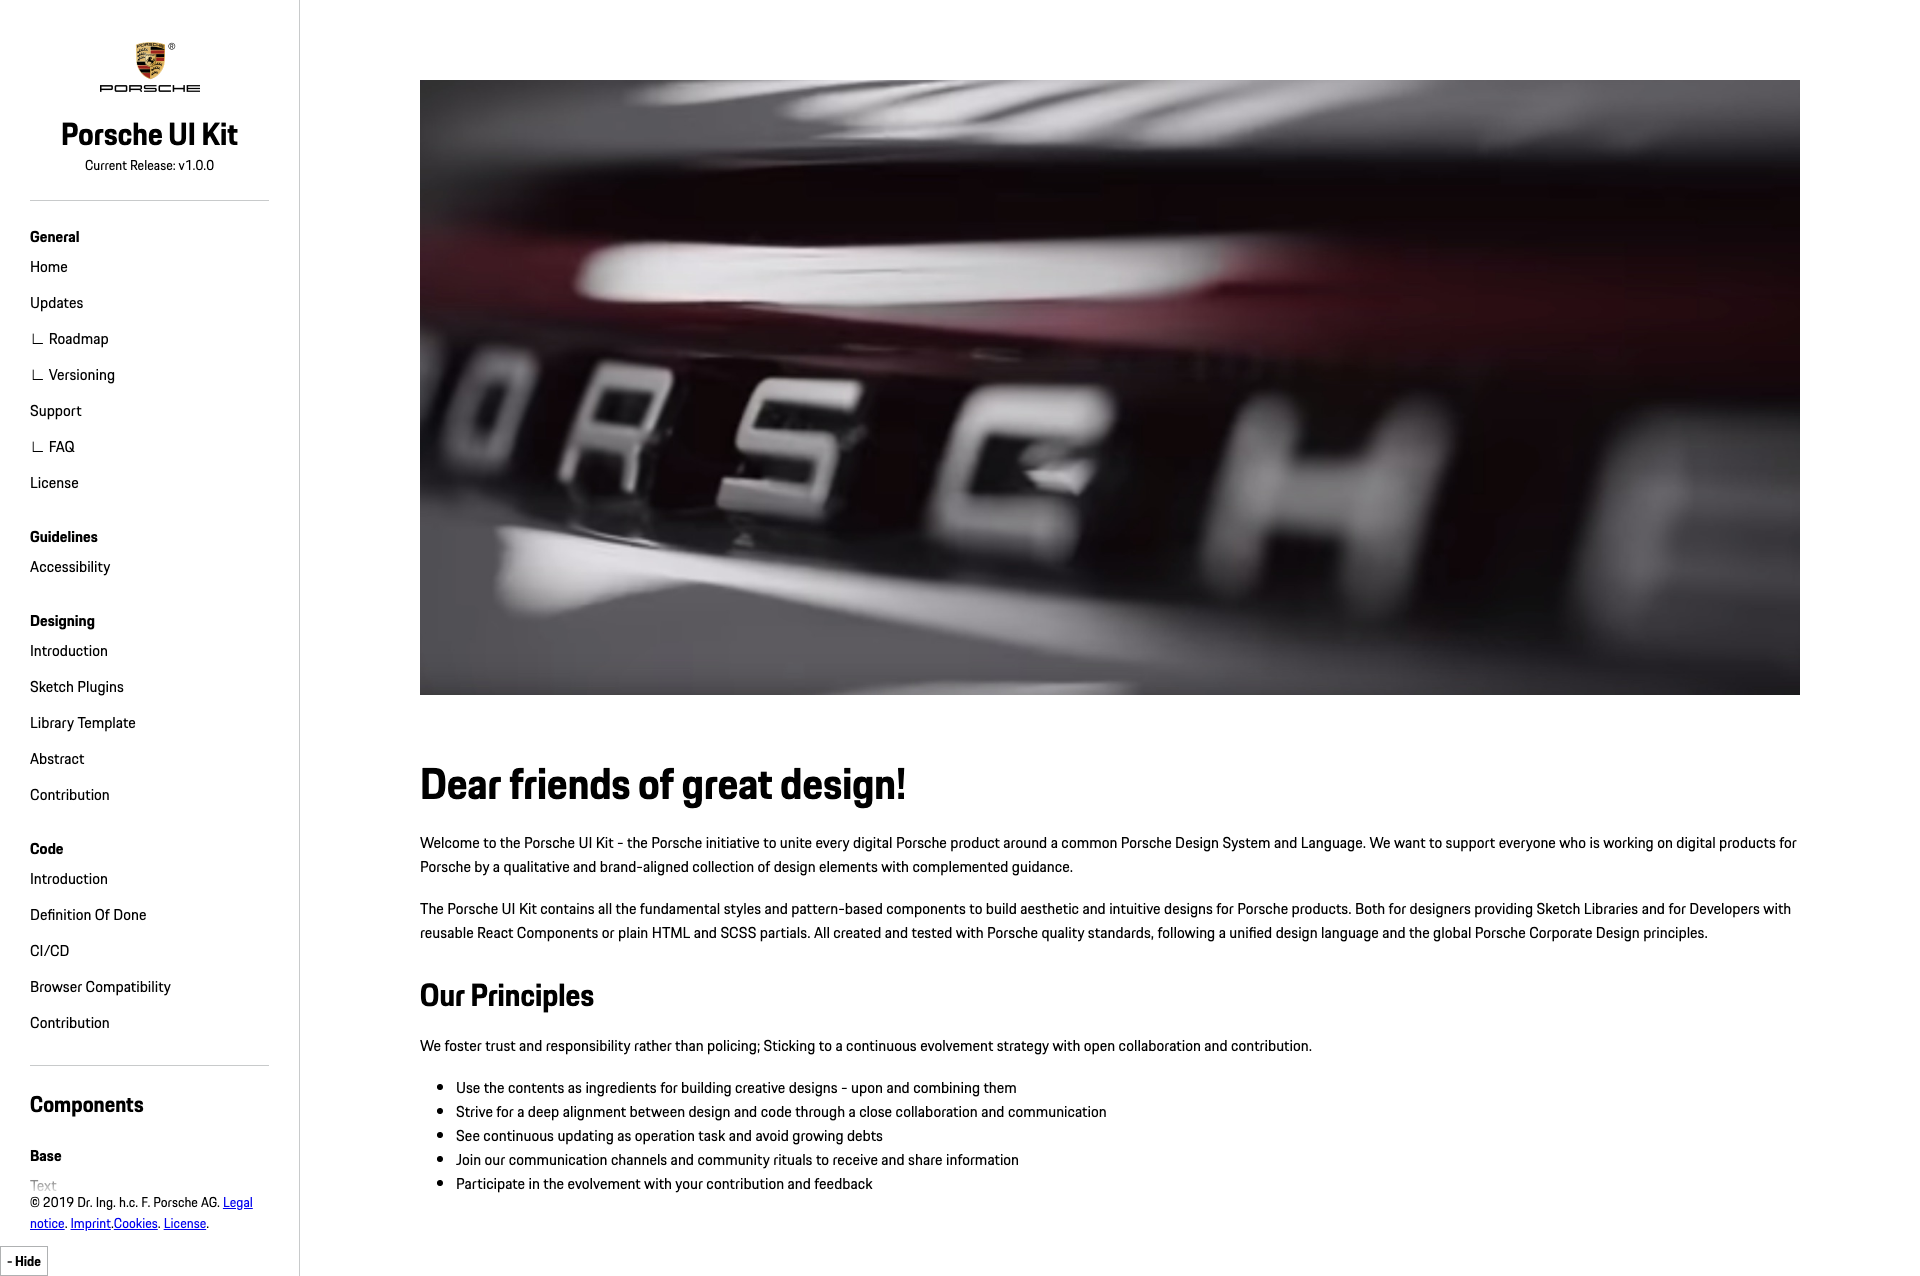 PORSCHE
Porsche UI Kit
Current Release: v1.0.0
General
Home
Updates
∟ Roadmap
∟ Versioning
Support
∟ FAQ
License
Guidelines
Accessibility
Designing
Introduction
Sketch Plugins
Library Template
Abstract
Contribution
Code
Introduction
Definition Of Done
CI/CD
Browser Compatibility
Contribution
Components
Base
Text
© 2019 Dr. Ing. h.c. F. Porsche AG. Legal
notice. Imprint.Cookies. License.
- Hide
PORSCHE
Dear friends of great design!
Welcome to the Porsche UI Kit - the Porsche initiative to unite every digital Porsche product around a common Porsche Design System and Language. We want to support everyone who is working on digital products for
Porsche by a qualitative and brand-aligned collection of design elements with complemented guidance.
The Porsche UI Kit contains all the fundamental styles and pattern-based components to build aesthetic and intuitive designs for Porsche products. Both for designers providing Sketch Libraries and for Developers with
reusable React Components or plain HTML and SCSS partials. All created and tested with Porsche quality standards, following a unified design language and the global Porsche Corporate Design principles.
Our Principles
We foster trust and responsibility rather than policing; Sticking to a continuous evolvement strategy with open collaboration and contribution.
Use the contents as ingredients for building creative designs - upon and combining them
Strive for a deep alignment between design and code through a close collaboration and communication
See continuous updating as operation task and avoid growing debts
Join our communication channels and community rituals to receive and share information
Participate in the evolvement with your contribution and feedback